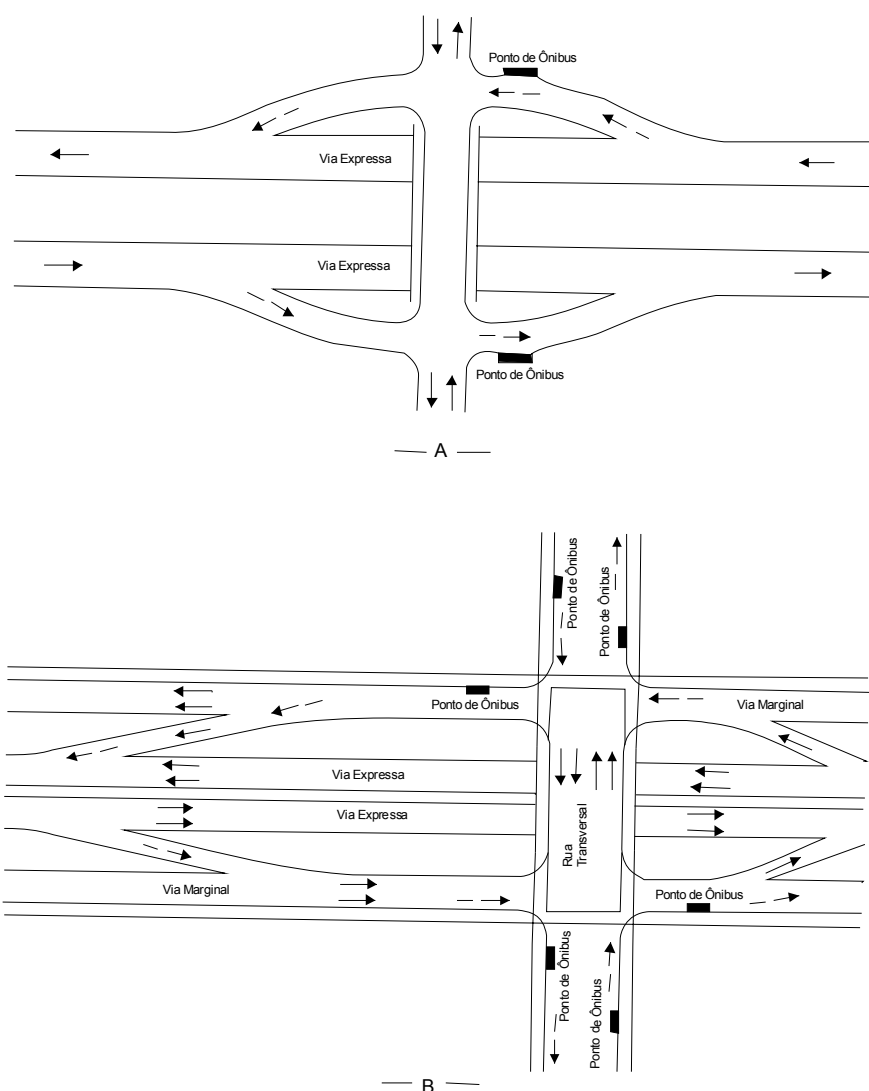 Ponto de Ônibus
Via Expressa
Via Expressa
Ponto de Ônibus
A
Ponto de Ônibus
Ponto de Ônibus
Ponto de Ônibus
Via Marginal
Via Expressa
Via Expressa
Rua
Transversal
Via Marginal
Ponto de Ônibus
Ponto de Ônibus
Ponto de Ônibus
B